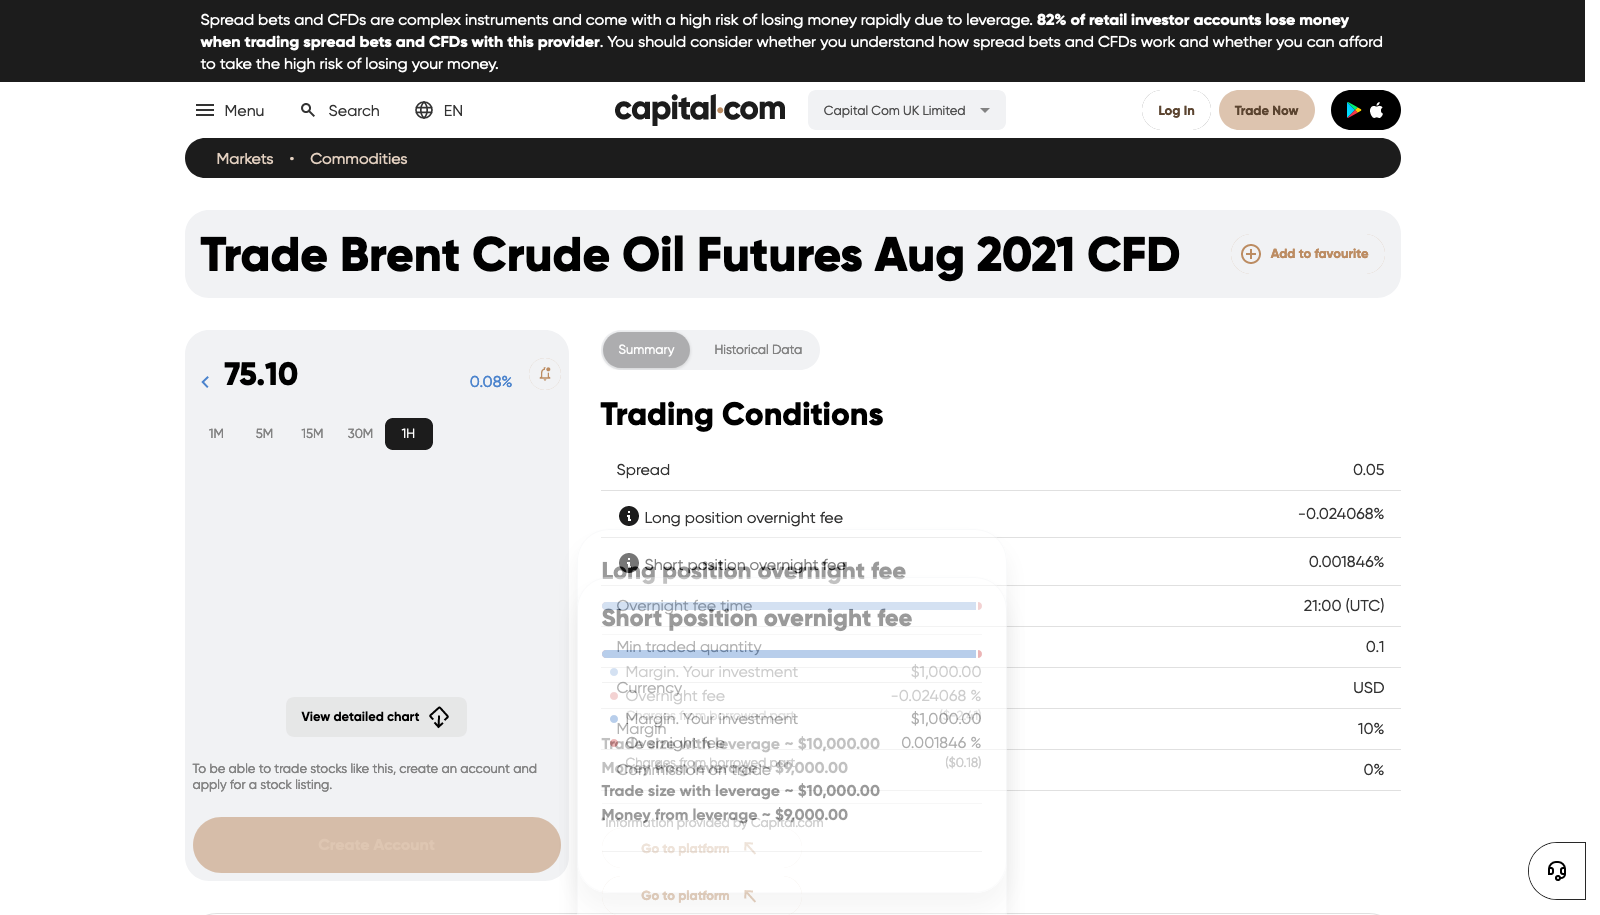 Spread bets and CFDs are complex instruments and come with a high risk of losing money rapidly due to leverage. 82% of retail investor accounts lose money
when trading spread bets and CFDs with this provider. You should consider whether you understand how spread bets and CFDs work and whether you can afford
to take the high risk of losing your money.
Menu
Search
EN
capital.com
Capital Com UK Limited
Log In
Trade Now
Markets • Commodities
Trade Brent Crude Oil Futures Aug 2021 CFD
Add to favourite
75.10
0.08%
1M 5M 15M 30M 1H
View detailed chart
To be able to trade stocks like this, create an account and
apply for a stock listing.
Create Account
Summary
Historical Data
Trading Conditions
Spread 0.05
Long position overnight fee -0.024068%
Short position overnight fee 0.001846%
Overnight fee time 21:00 (UTC)
Min traded quantity 0.1
Currency USD
Margin 10%
Commission on Trade 0%
*Information provided by Capital.com
Long position overnight fee
Margin. Your investment $1,000.00
Overnight fee -0.024068 %
Charges from borrowed part
Trade size with leverage ~ $10,000.00
Money from leverage ~ $9,000.00
Go to platform
Short position overnight fee
Margin. Your investment $1,000.00
Overnight fee 0.001846 %
Charges from borrowed part ($0.18)
Trade size with leverage ~ $10,000.00
Money from leverage ~ $9,000.00
Go to platform